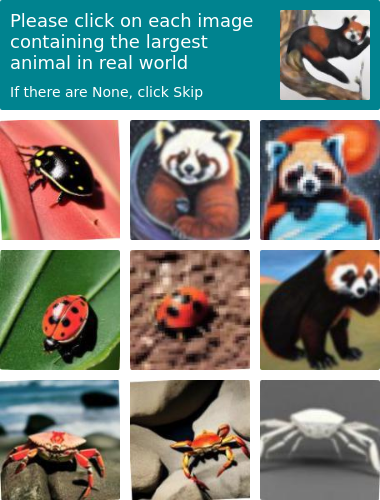 Please click on each image
containing the largest
animal in real world
If there are None, click Skip